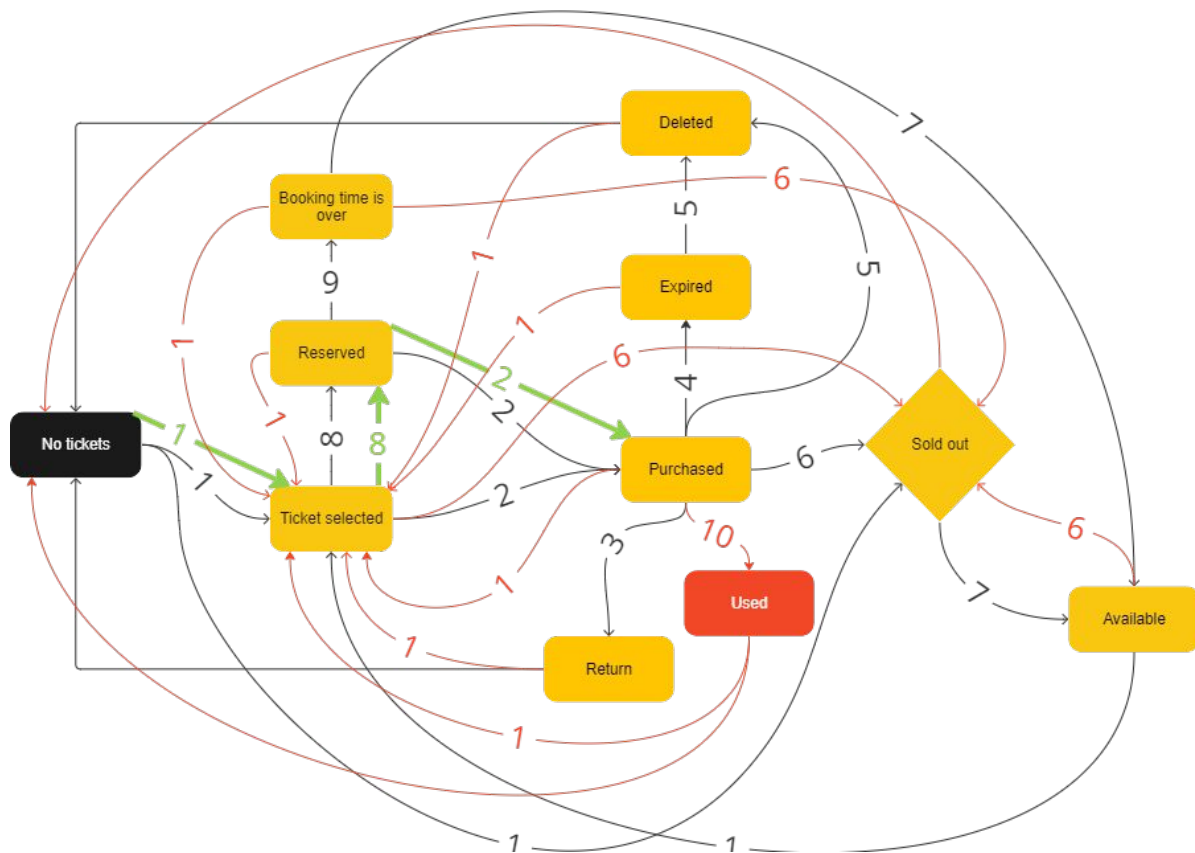 7
Deleted
6
Booking time is
over
5
1
5
9
Expired
1
1
6
Reserved
2
4
2
1
8
8
No tickets
1
1
Purchased
6
Sold out
2
Ticket selected
10
3
6
1
7
Used
Available
1
Return
1
1
1